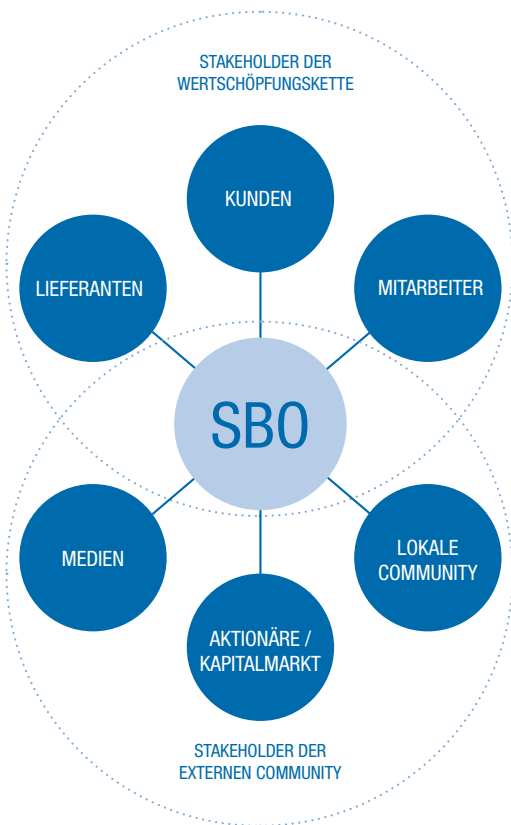 STAKEHOLDER DER
WERTSCHÖPFUNGSKETTE
KUNDEN
LIEFERANTEN
MITARBEITER
SBO
MEDIEN
LOKALE
COMMUNITY
AKTIONÄRE /
KAPITALMARKT
STAKEHOLDER DER
EXTERNEN COMMUNITY